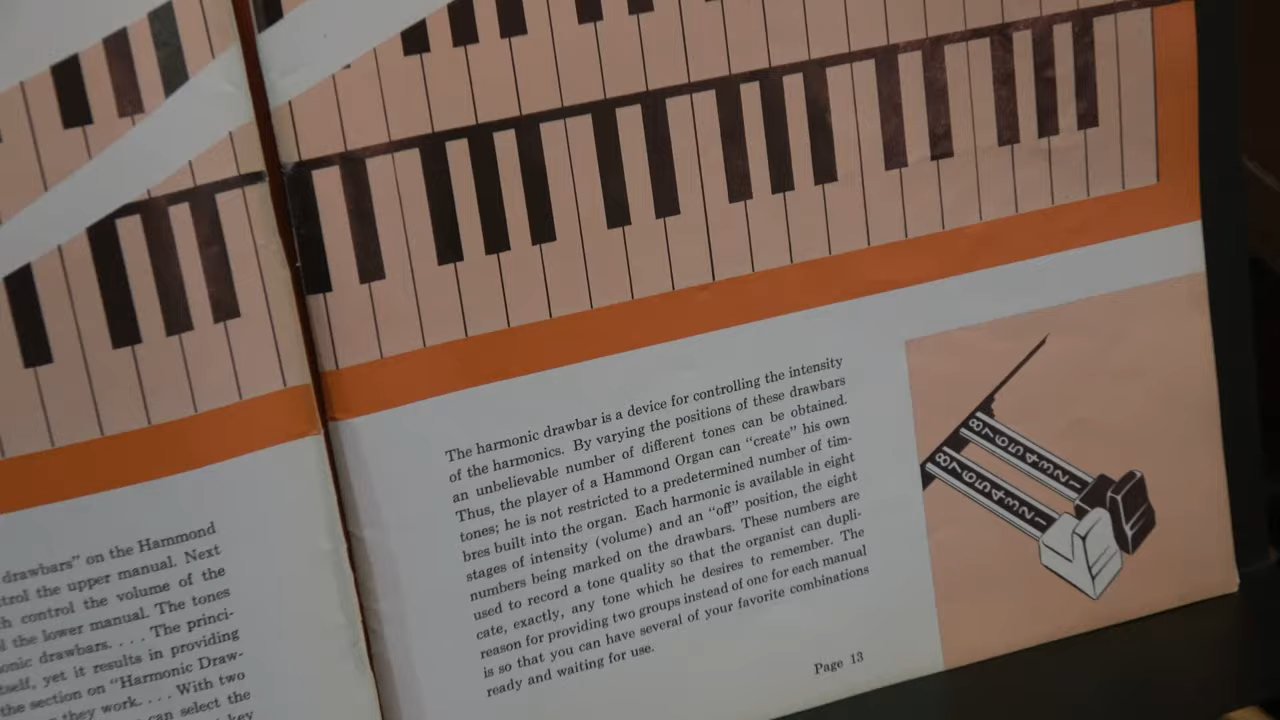 drawbars" on the Hammond
trol the upper manual. Next
h control the volume of the
l the lower manual. The tones
onic drawbars. . . . The princi-
tself, yet it results in providing
the section on "Harmonic Draw-
they work. . . . With two
can select the
key
The harmonic drawbar is a device for controlling the intensity
of the harmonics. By varying the positions of these drawbars
an unbelievable number of different tones can be obtained.
Thus, the player of a Hammond Organ can "create" his own
tones; he is not restricted to a predetermined number of tim-
bres built into the organ. Each harmonic is available in eight
stages of intensity (volume) and an "off" position, the eight
numbers being marked on the drawbars. These numbers are
used to record a tone quality so that the organist can dupli-
cate, exactly, any tone which he desires to remember. The
reason for providing two groups instead of one for each manual
is so that you can have several of your favorite combinations
ready and waiting for use.
Page 13
87654321
87654321